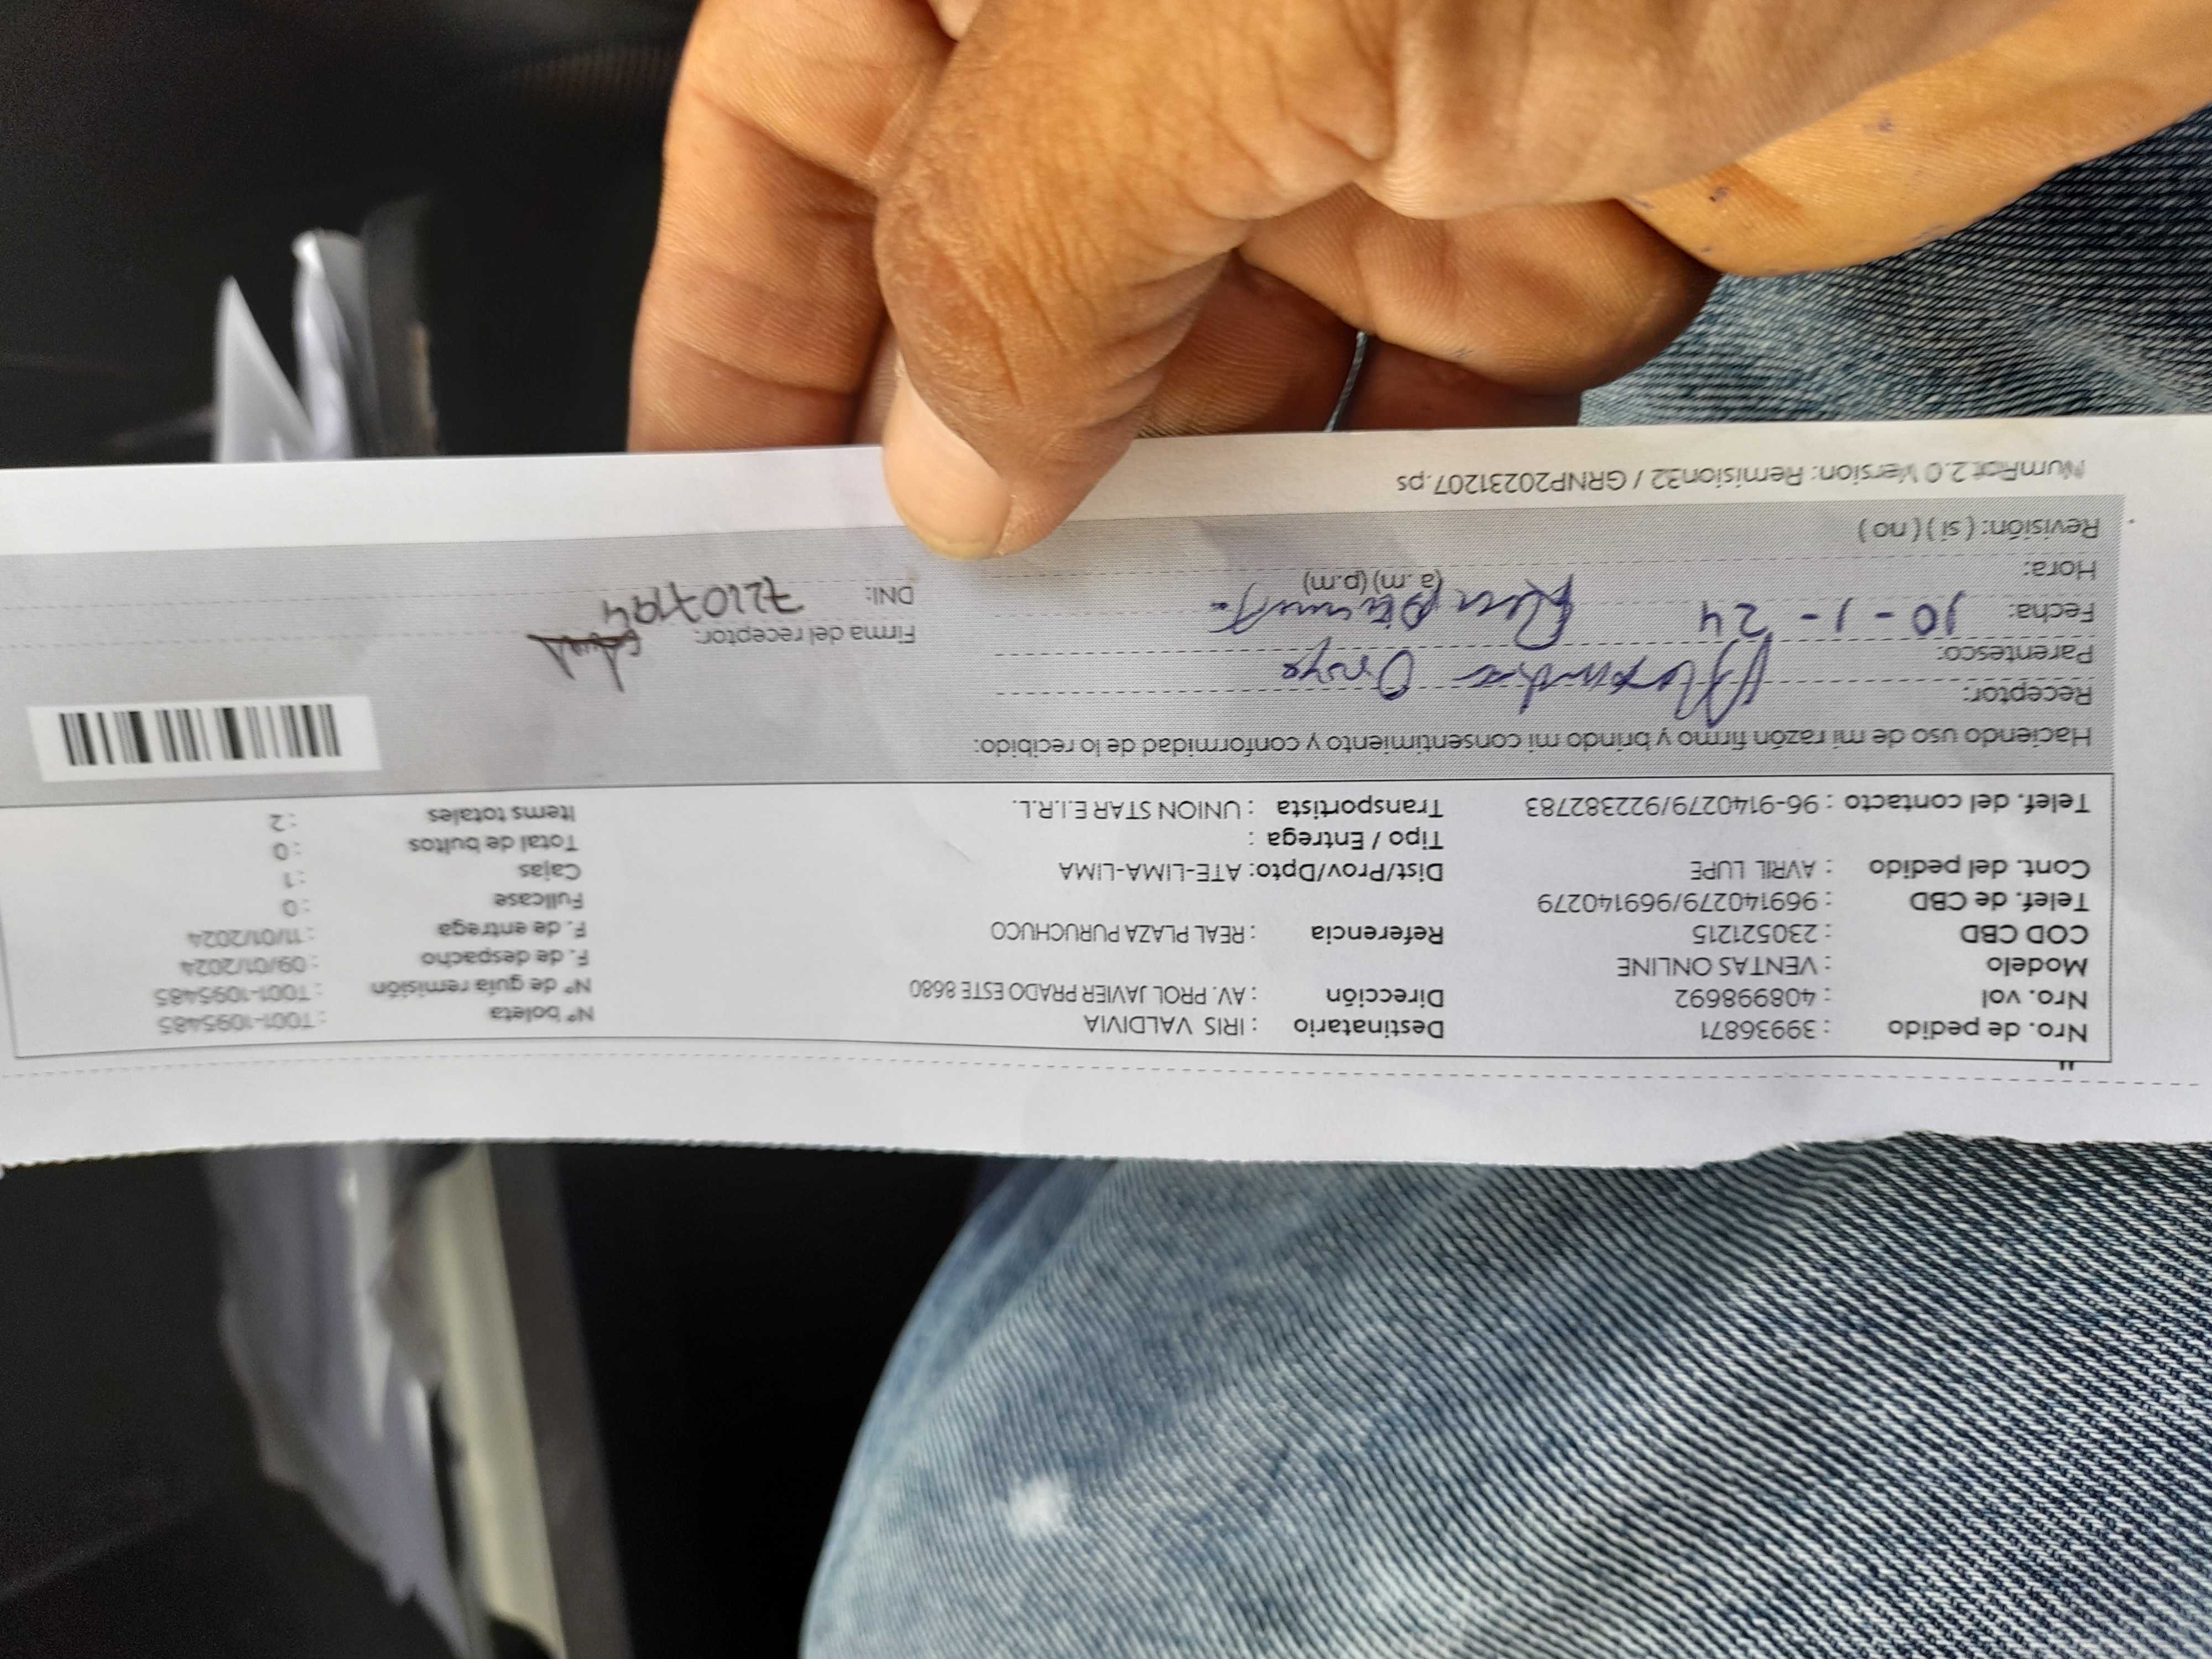 Nro. de pedido : 39936871 Destinatario : IRIS VALDIVIA Nº boleta : T001-1095485
Nro. vol : 408998692 Dirección : AV. PROL JAVIER PRADO ESTE 8680 Nº de guía remisión : T001-1095485
Modelo : VENTAS ONLINE F. de despacho : 09/01/2024
COD CBD : 230521215 Referencia : REAL PLAZA PURUCHUCO F. de entrega : 11/01/2024
Telef. de CBD : 969140279/969140279 Fullcase : 0
Cont. del pedido : AVRIL LUPE Dist/Prov/Dpto: ATE-LIMA-LIMA Cajas : 1
Tipo / Entrega : Total de bultos : 0
Telef. del contacto : 96-9140279/922382783 Transportista : UNION STAR E.I.R.L. Items totales : 2
Haciendo uso de mi razón firmo y brindo mi consentimiento y conformidad de lo recibido:
Receptor:
Parentesco:
Firma del receptor:
Fecha: 10-1-24
Hora: (a.m) (p.m) DNI:
Revisión: ( si ) ( no )
NumRot 2.0 Version: Remision32 / GRNP20231207.ps